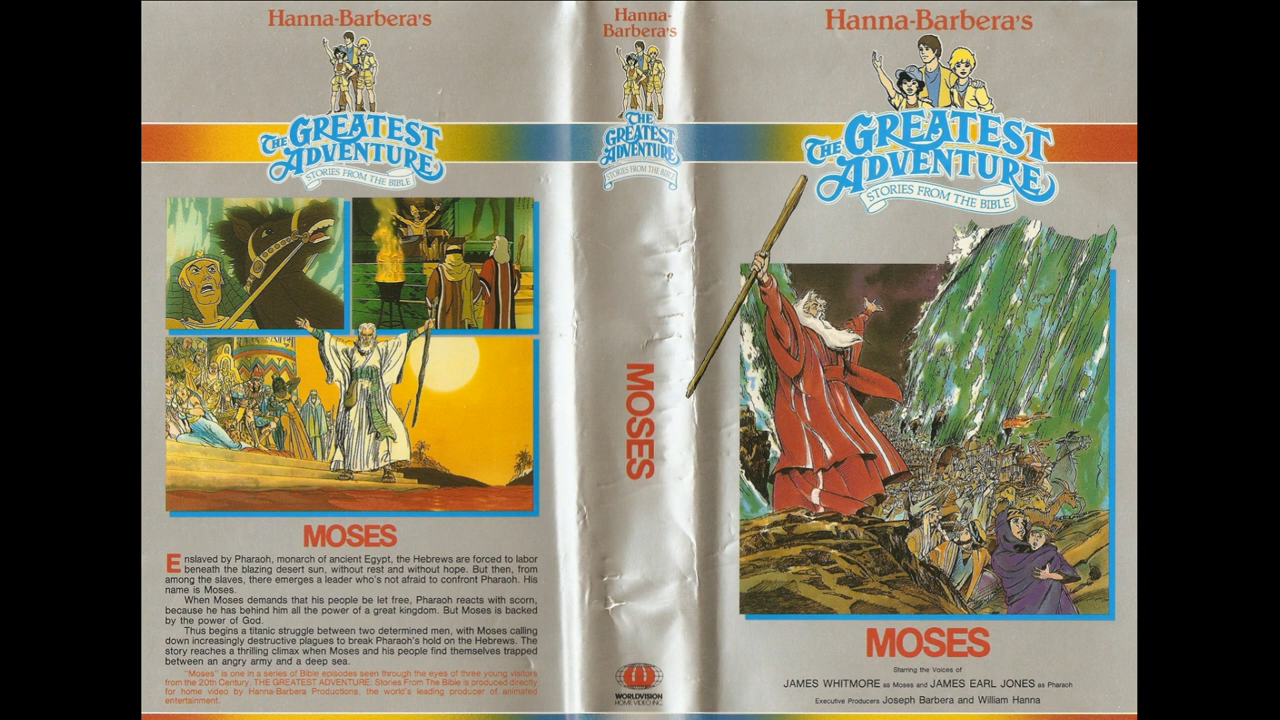 Hanna-Barbera's
THE GREATEST
ADVENTURE
STORIES FROM THE BIBLE
MOSES
Enslaved by Pharaoh, monarch of ancient Egypt, the Hebrews are forced to labor
beneath the blazing desert sun, without rest and without hope. But then, from
among the slaves, there emerges a leader who's not afraid to confront Pharaoh. His
name is Moses.
When Moses demands that his people be let free, Pharaoh reacts with scorn,
because he has behind him all the power of a great kingdom. But Moses is backed
by the power of God.
Thus begins a titanic struggle between two determined men, with Moses calling
down increasingly destructive plagues to break Pharaoh's hold on the Hebrews. The
story reaches a thrilling climax when Moses and his people find themselves trapped
between an angry army and a deep sea.
"Moses" is one in a series of Bible episodes seen through the eyes of three young visitors
from the 20th Century. THE GREATEST ADVENTURE: Stories From The Bible is produced directly
for home video by Hanna-Barbera Productions, the world's leading producer of animated
entertainment.
Hanna-
Barbera's
THE
GREATEST
ADVENTURE
STORIES FROM THE BIBLE
MOSES
WORLDVISION
HOME VIDEO INC.
Hanna-Barbera's
THE GREATEST
ADVENTURE
STORIES FROM THE BIBLE
MOSES
Starring the Voices of
JAMES WHITMORE as Moses and JAMES EARL JONES as Pharaoh
Executive Producers Joseph Barbera and William Hanna